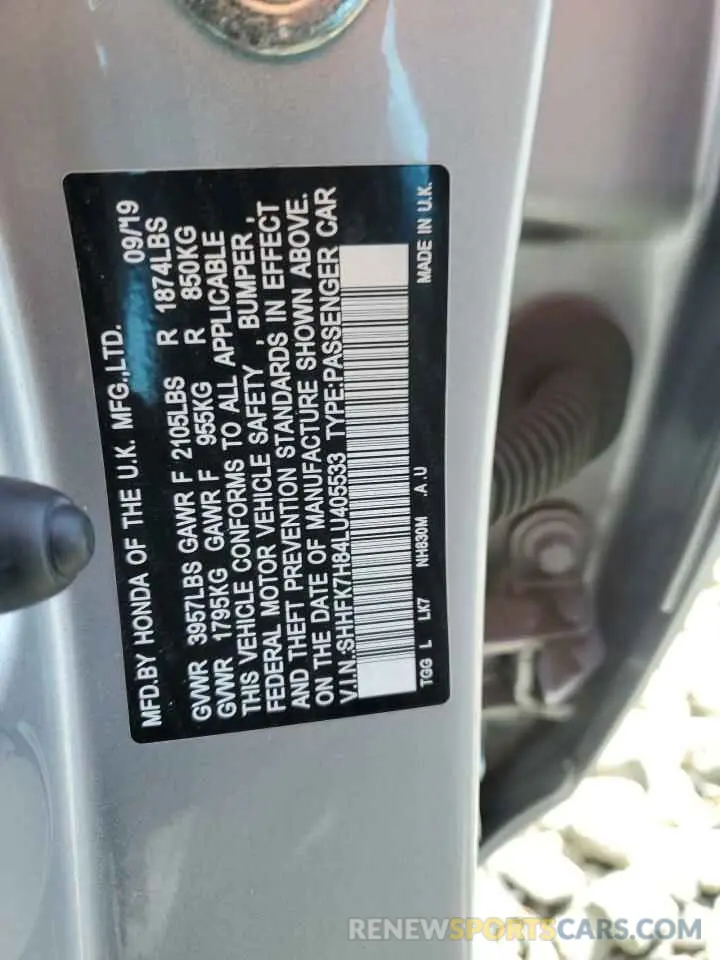 MFD.BY HONDA OF THE U.K. MFG.,LTD. 09/19
GVWR 3957LBS GAWR F 2105LBS R 1874LBS
GVWR 1795KG GAWR F 955KG R 850KG
THIS VEHICLE CONFORMS TO ALL APPLICABLE
FEDERAL MOTOR VEHICLE SAFETY , BUMPER ,
AND THEFT PREVENTION STANDARDS IN EFFECT
ON THE DATE OF MANUFACTURE SHOWN ABOVE.
V.I.N.:SHHFK7H84LU405533 TYPE:PASSENGER CAR
TGG L LK7 NH830M .A .U MADE IN U.K.
RENEWSPORTSCARS.COM